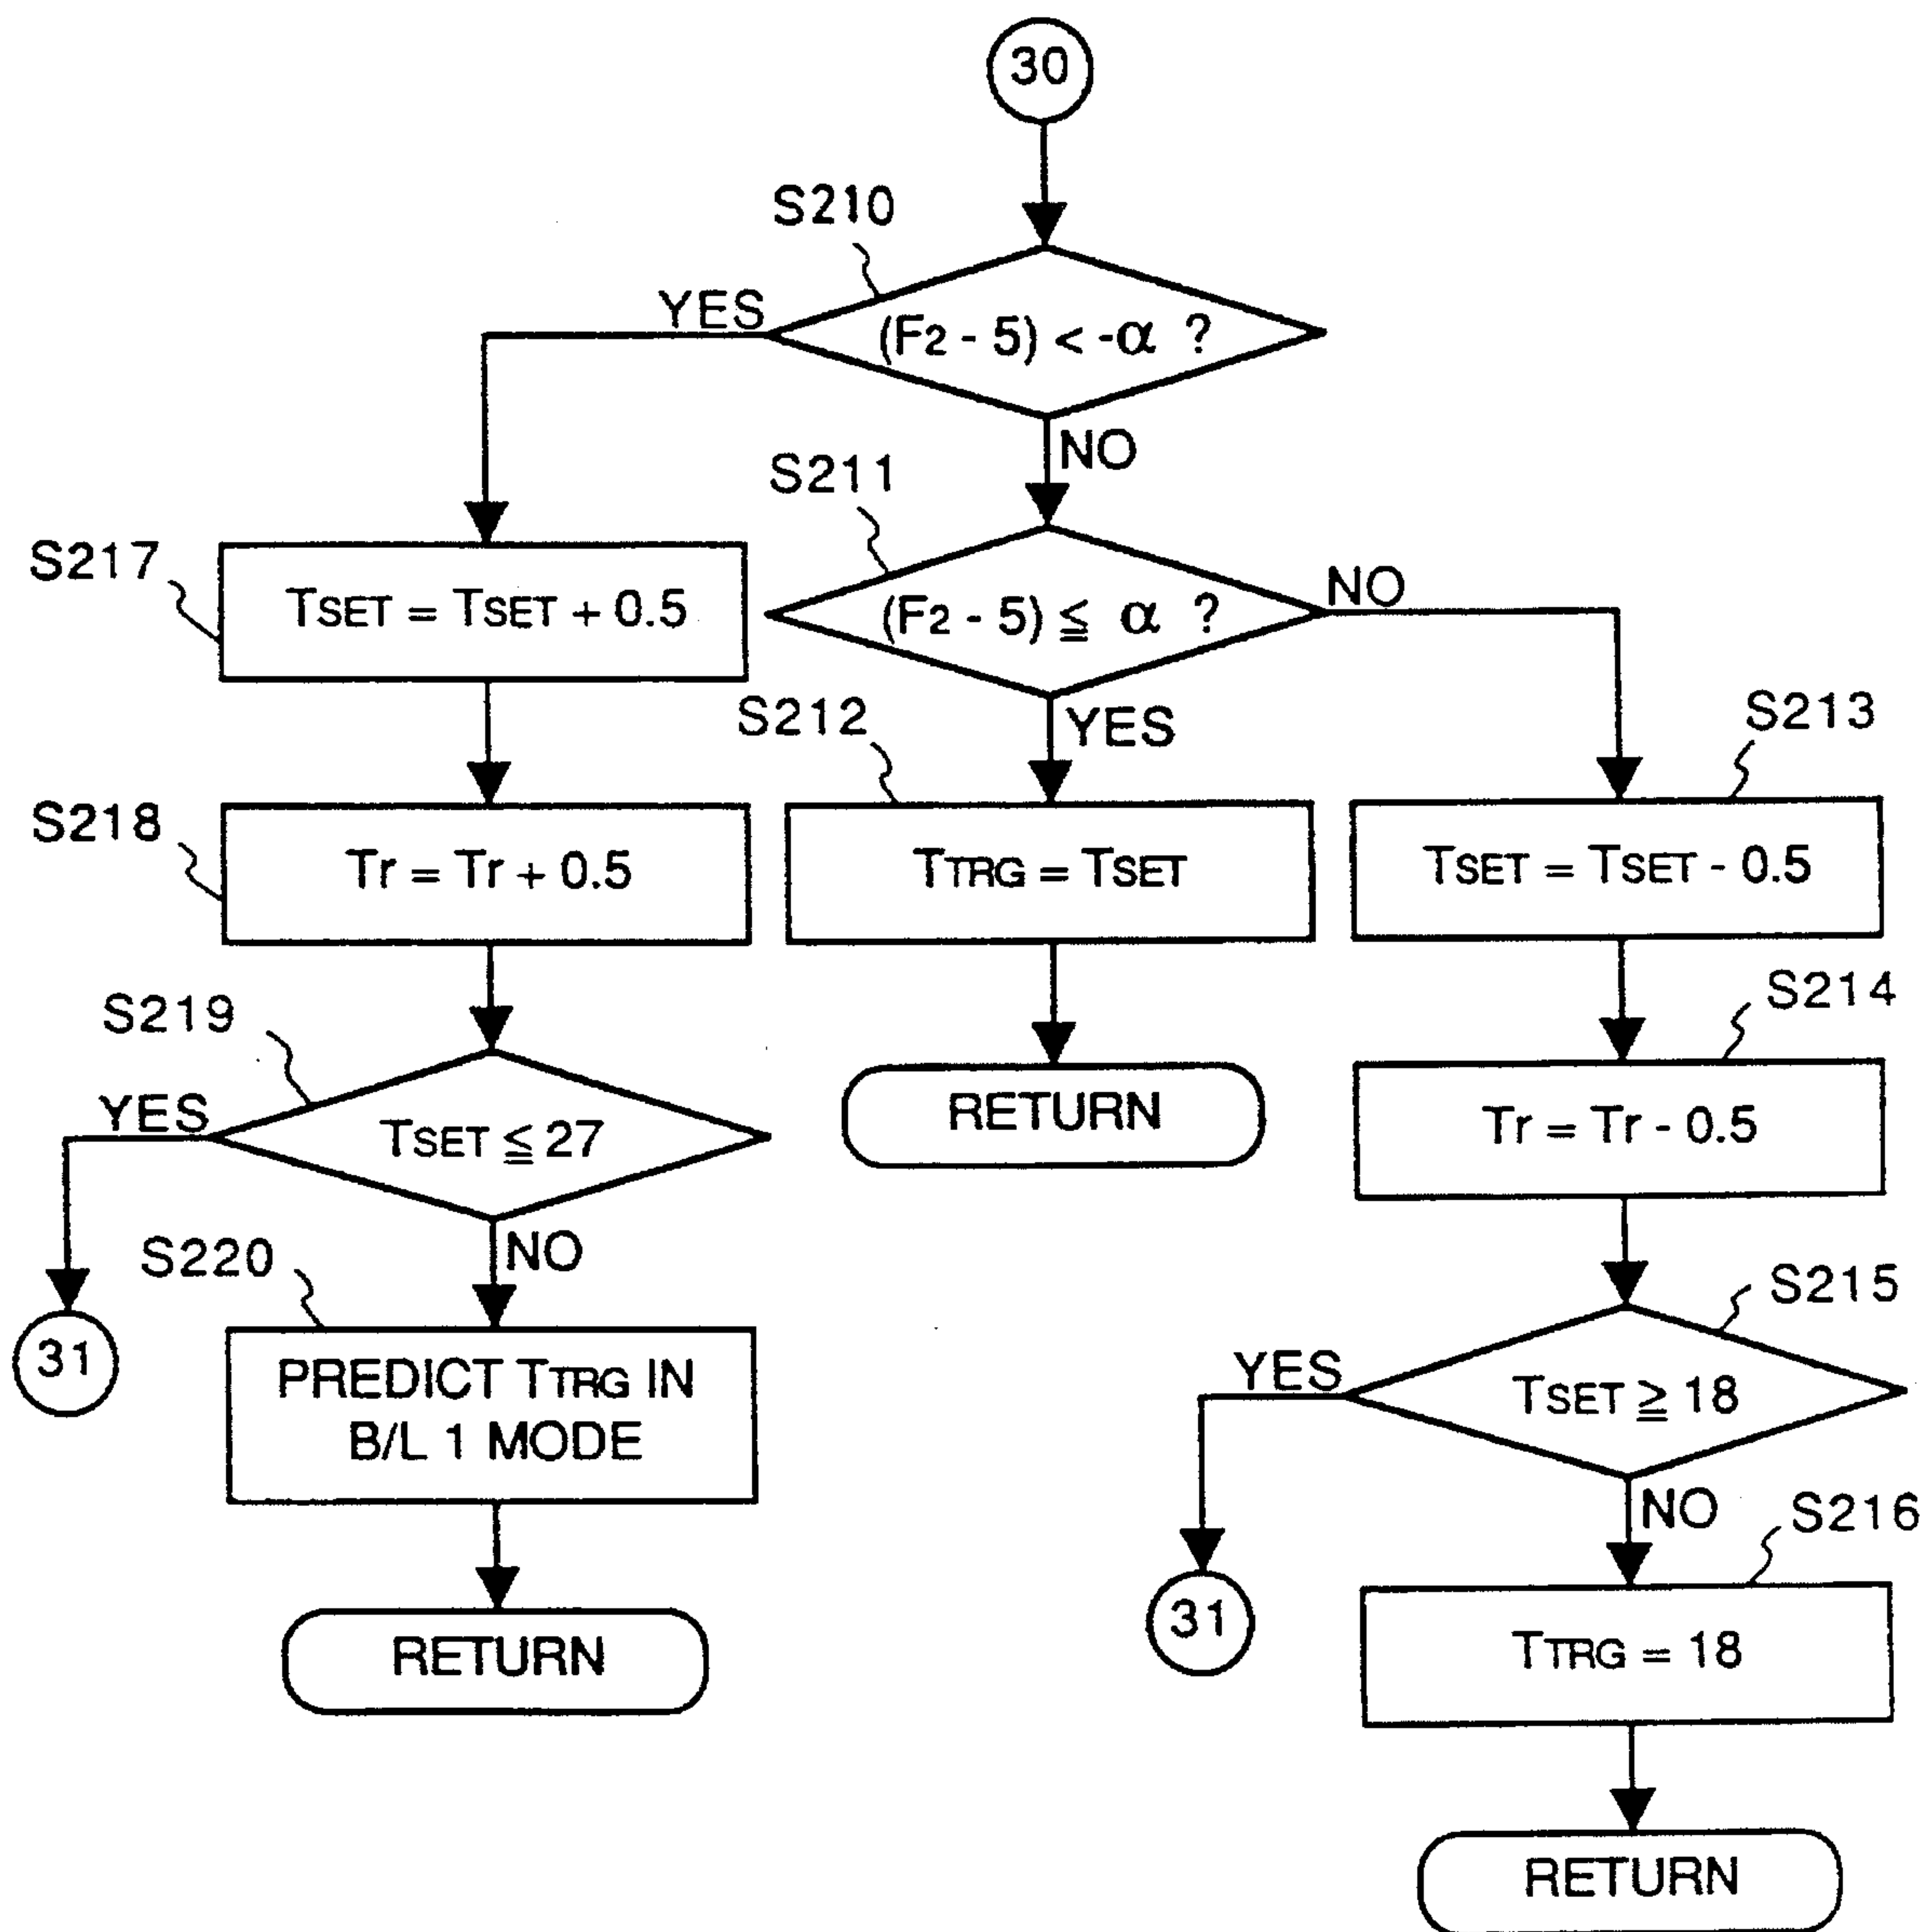 30
S210
YES
(F2 - 5) < -α ?
NO
S211
S217
TSET = TSET + 0.5
(F2 - 5) ≦ α ?
NO
S212
YES
S213
S218
Tr = Tr + 0.5
TTRG = TSET
TSET = TSET - 0.5
S219
S214
YES
TSET ≦ 27
RETURN
Tr = Tr - 0.5
S220
NO
S215
31
PREDICT TTRG IN
B/L 1 MODE
YES
TSET ≧ 18
NO
S216
31
RETURN
TTRG = 18
RETURN